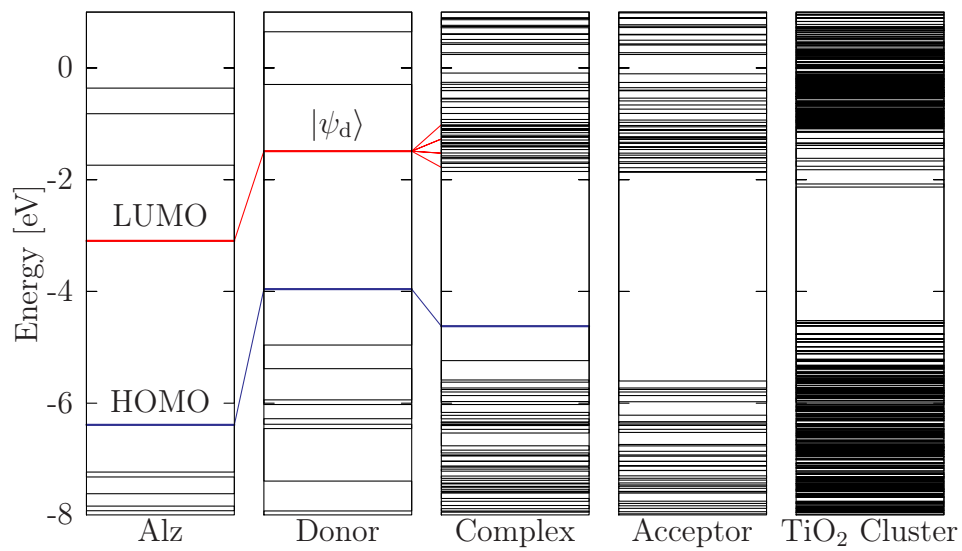 Energy [eV]
0
-2
-4
-6
-8
LUMO
HOMO
|ψd⟩
Alz
Donor
Complex
Acceptor
TiO₂ Cluster